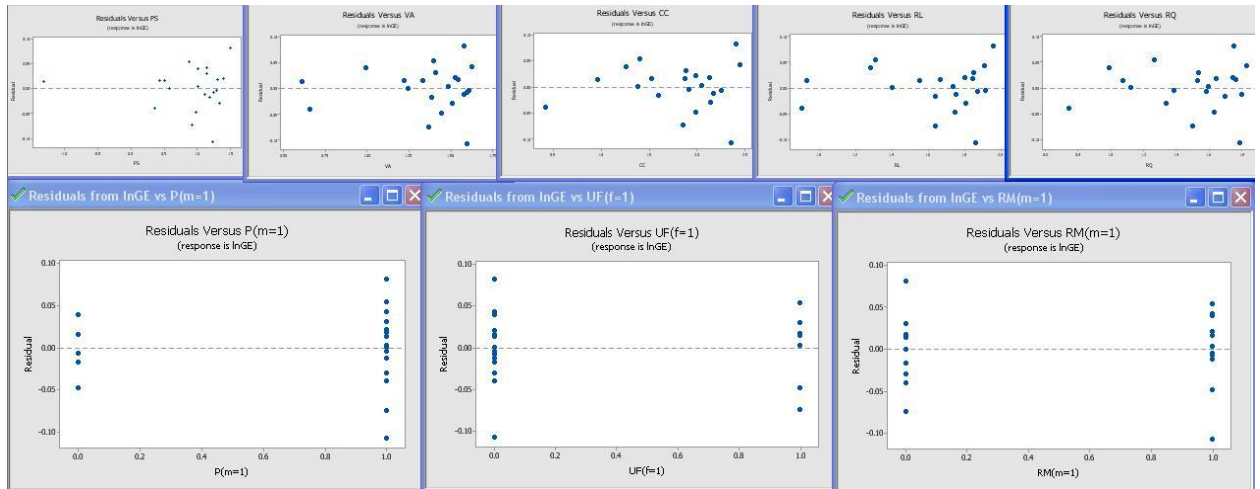 Residuals Versus PS
(response is lnGE)
Residual
PS
Residuals Versus VA
(response is lnGE)
Residual
VA
Residuals Versus CC
(response is lnGE)
Residual
CC
Residuals Versus RL
(response is lnGE)
Residual
RL
Residuals Versus RQ
(response is lnGE)
Residual
RQ
Residuals from lnGE vs P(m=1)
Residuals Versus P(m=1)
(response is lnGE)
0.10
0.05
0.00
-0.05
-0.10
Residual
0.0 0.2 0.4 0.6 0.8 1.0
P(m=1)
Residuals from lnGE vs UF(f=1)
Residuals Versus UF(f=1)
(response is lnGE)
0.10
0.05
0.00
-0.05
-0.10
Residual
0.0 0.2 0.4 0.6 0.8 1.0
UF(f=1)
Residuals from lnGE vs RM(m=1)
Residuals Versus RM(m=1)
(response is lnGE)
0.10
0.05
0.00
-0.05
-0.10
Residual
0.0 0.2 0.4 0.6 0.8 1.0
RM(m=1)